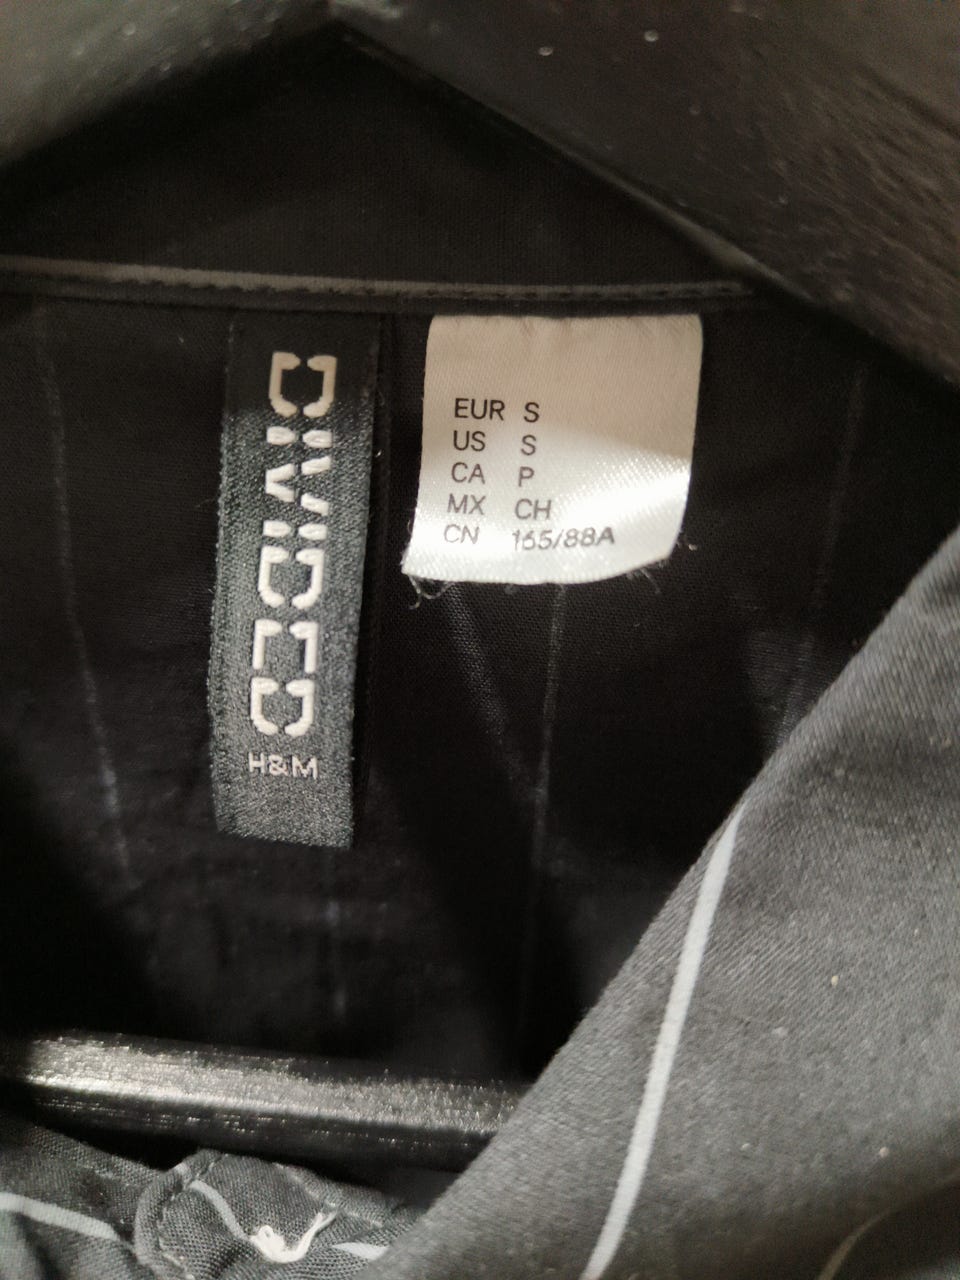 DIVIDED
H&M
EUR S
US S
CA P
MX CH
CN 165/88A